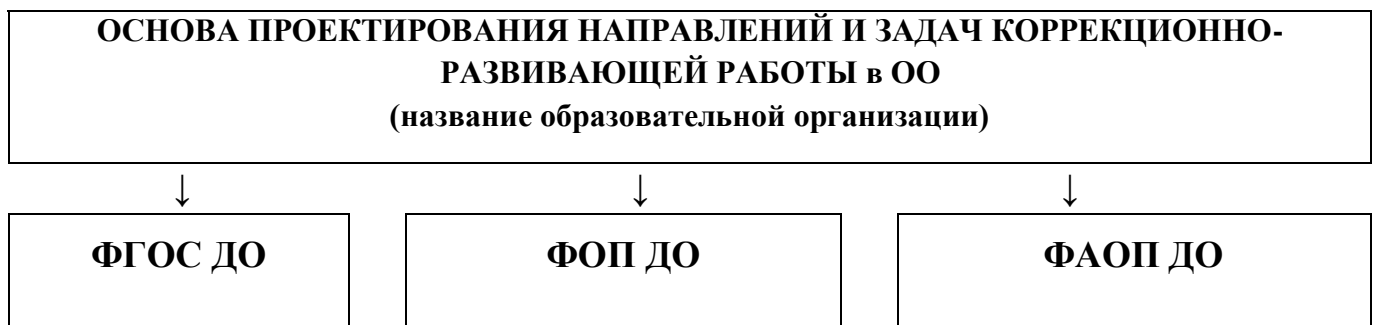 ОСНОВА ПРОЕКТИРОВАНИЯ НАПРАВЛЕНИЙ И ЗАДАЧ КОРРЕКЦИОННО-
РАЗВИВАЮЩЕЙ РАБОТЫ в ОО
(название образовательной организации)
↓ ↓ ↓
ФГОС ДО ФОП ДО ФАОП ДО